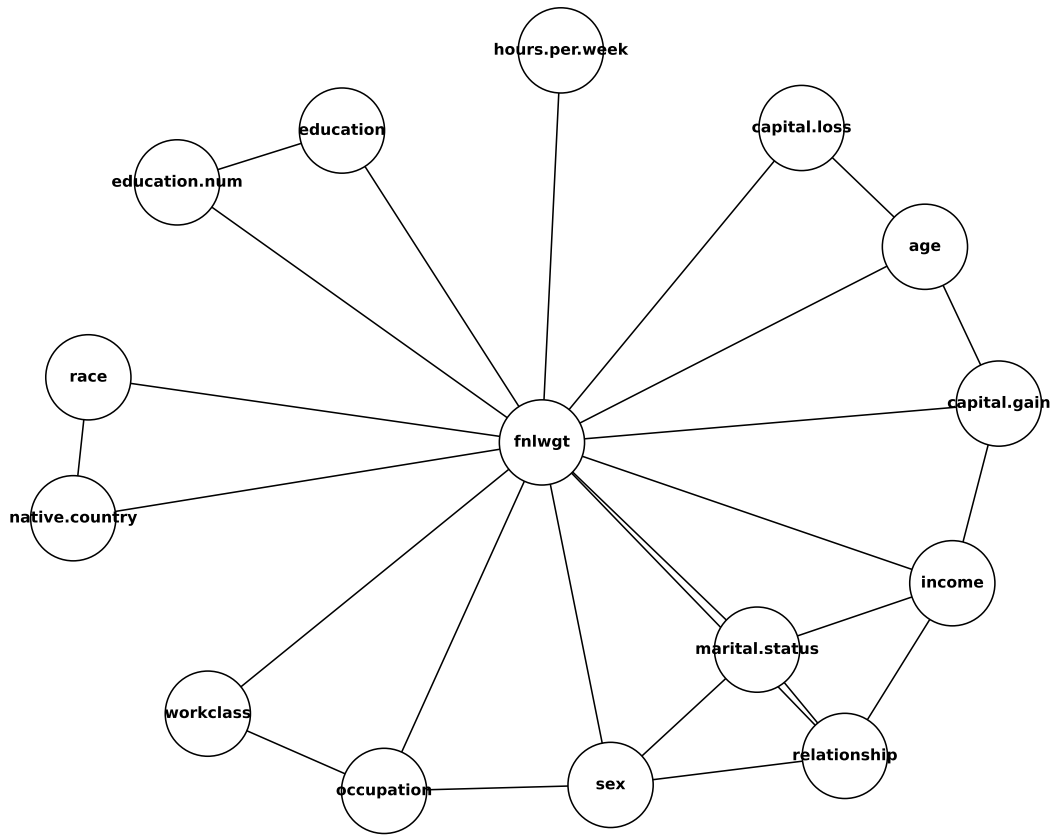 hours.per.week
capital.loss
education
education.num
age
race
capital.gain
fnlwgt
native.country
income
marital.status
workclass
relationship
sex
occupation